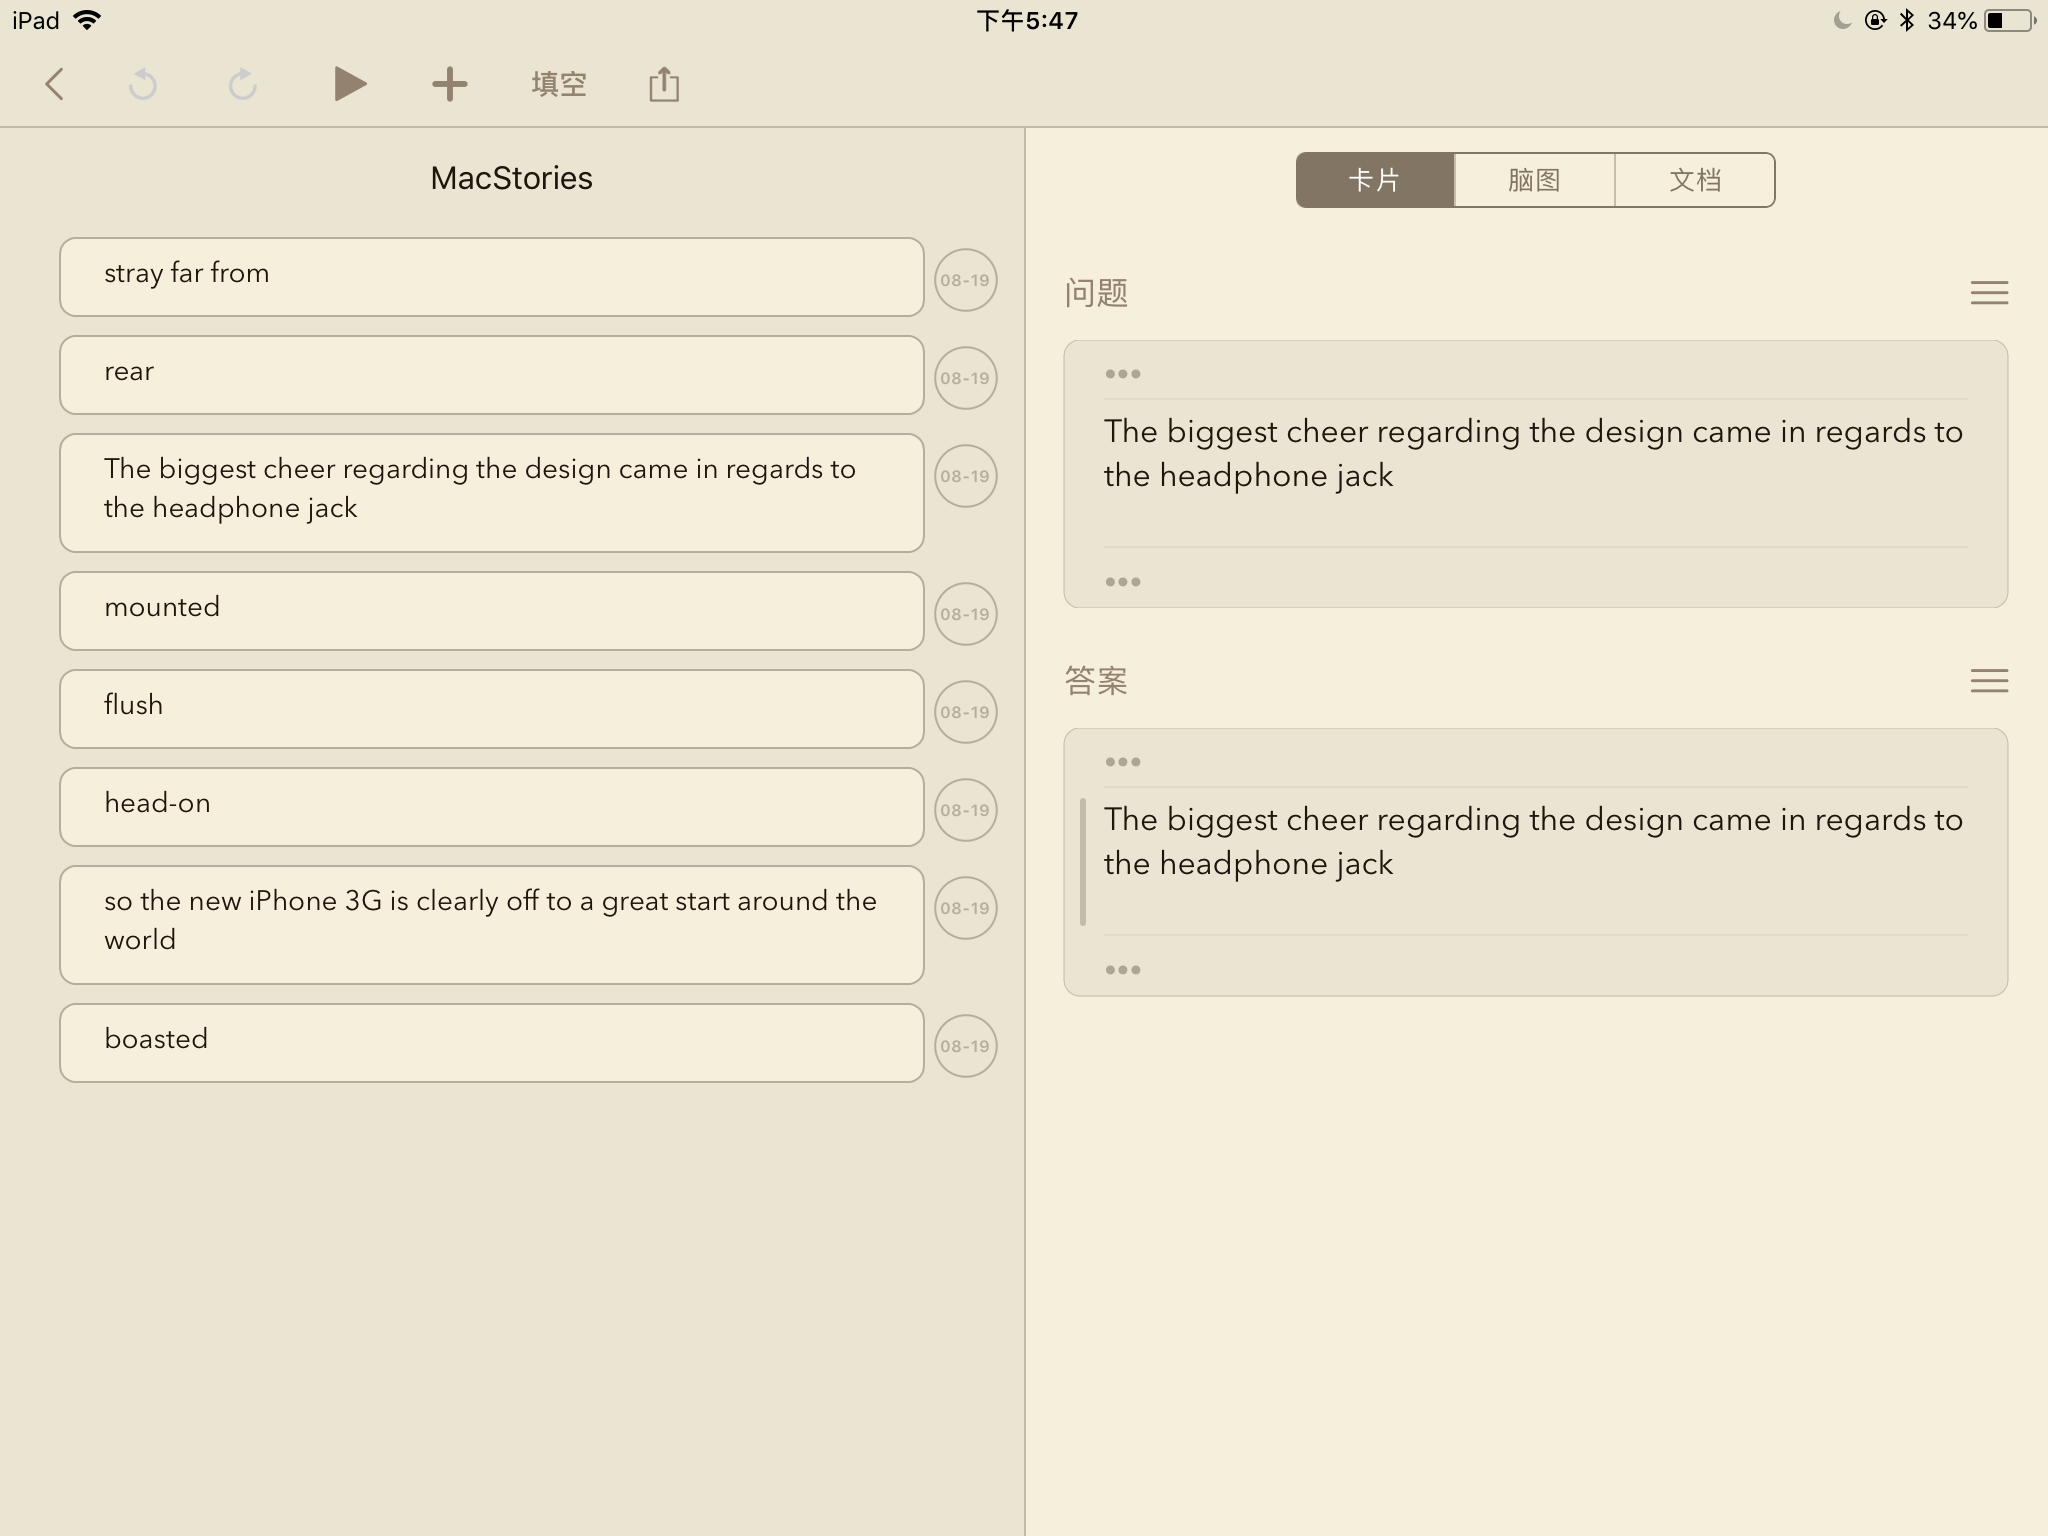 iPad
下午5:47
34%
填空
MacStories
stray far from
08-19
rear
08-19
The biggest cheer regarding the design came in regards to
the headphone jack
08-19
mounted
08-19
flush
08-19
head-on
08-19
so the new iPhone 3G is clearly off to a great start around the
world
08-19
boasted
08-19
卡片
脑图
文档
问题
The biggest cheer regarding the design came in regards to
the headphone jack
答案
The biggest cheer regarding the design came in regards to
the headphone jack